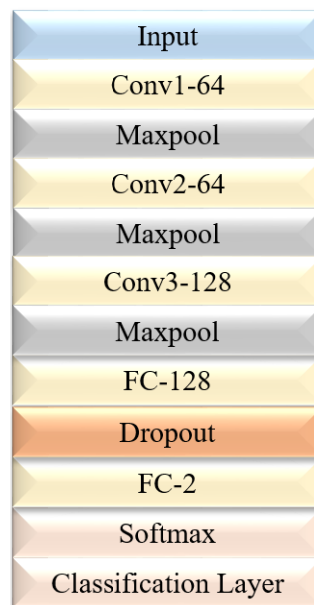 Input
Conv1-64
Maxpool
Conv2-64
Maxpool
Conv3-128
Maxpool
FC-128
Dropout
FC-2
Softmax
Classification Layer